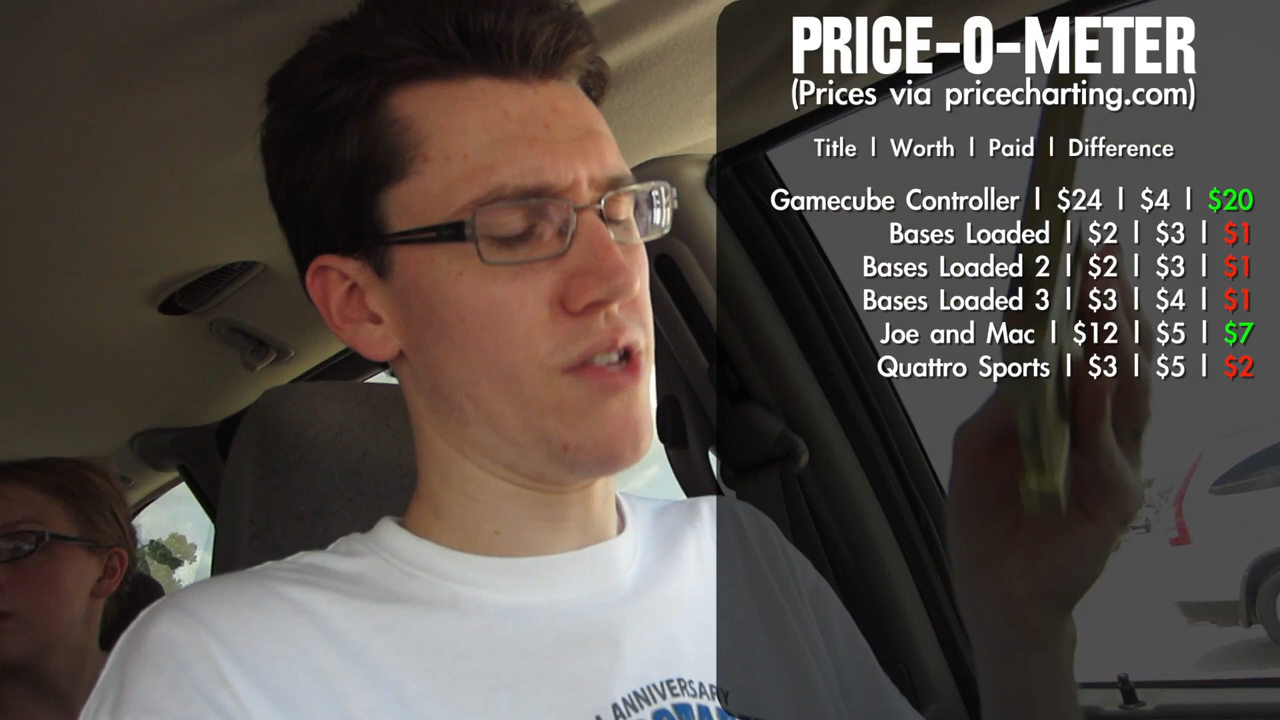 PRICE-O-METER
(Prices via pricecharting.com)
Title | Worth | Paid | Difference
Gamecube Controller | $24 | $4 | $20
Bases Loaded | $2 | $3 | $1
Bases Loaded 2 | $2 | $3 | $1
Bases Loaded 3 | $3 | $4 | $1
Joe and Mac | $12 | $5 | $7
Quattro Sports | $3 | $5 | $2
ANNIVERSARY